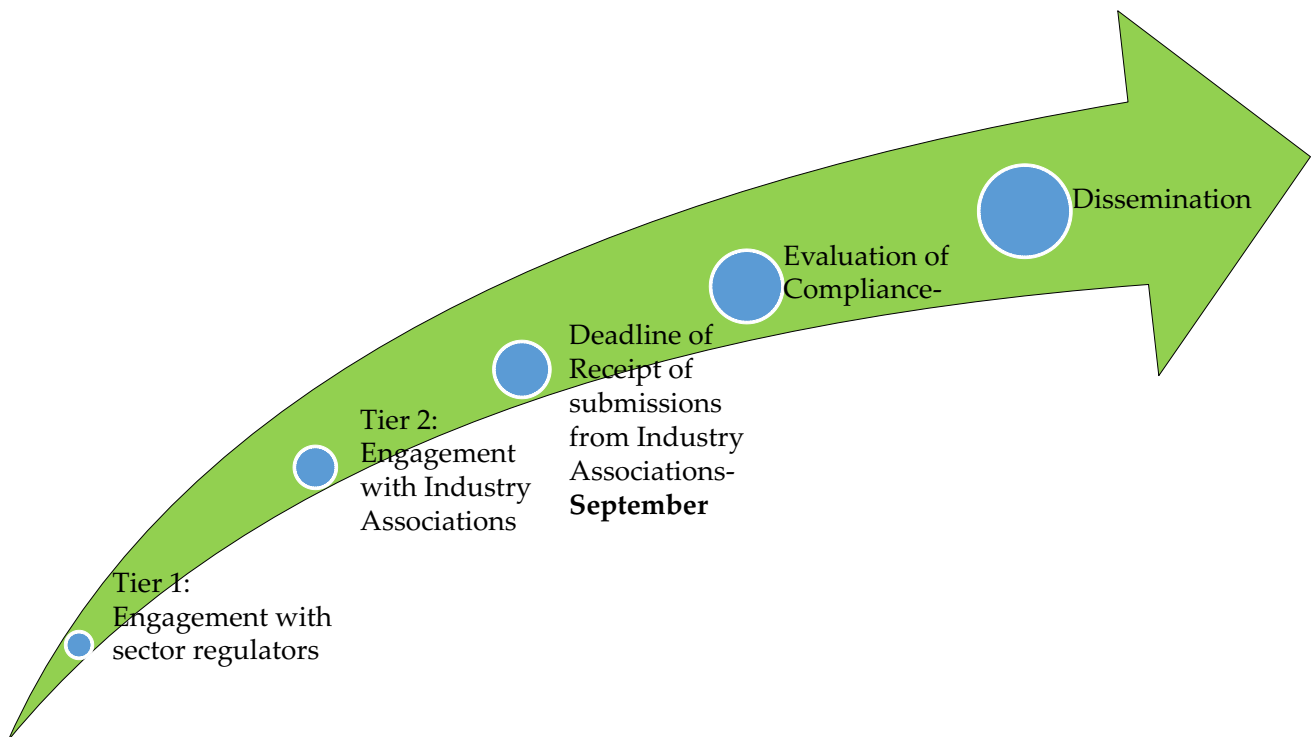 Tier 1:
Engagement with
sector regulators
Tier 2:
Engagement
with Industry
Associations
Deadline of
Receipt of
submissions
from Industry
Associations-
September
Evaluation of
Compliance-
Dissemination